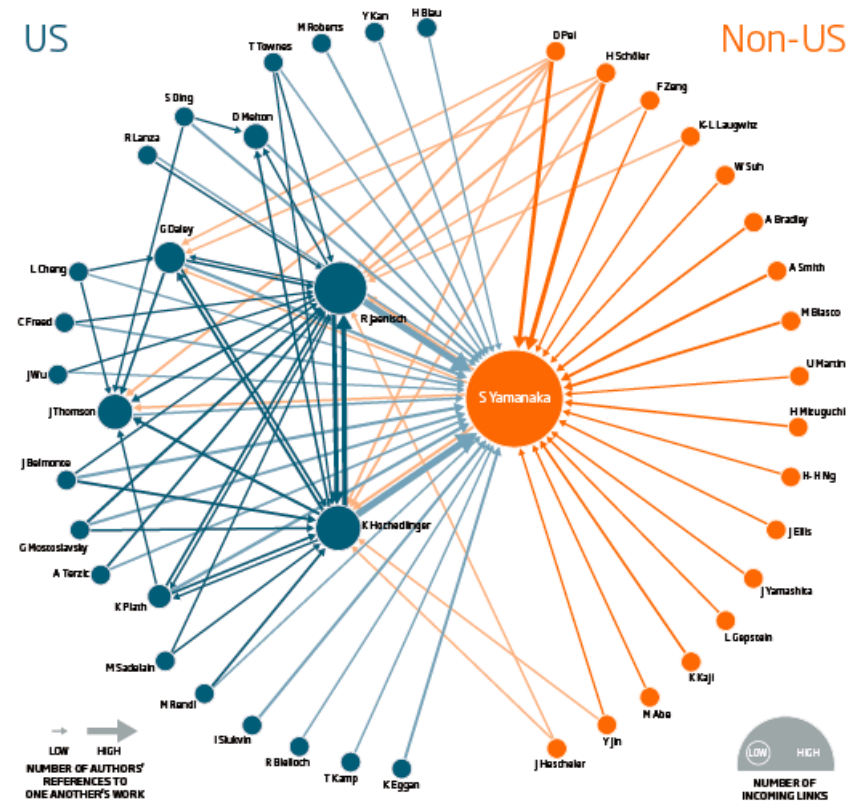 US
Non-US
H Blau
Y Kan
M Roberts
T Townes
D Pei
H Schöler
F Zeng
K-L Laugwitz
S Ding
D Melton
R Lanza
W Suh
A Bradley
G Daley
L Cheng
A Smith
R Jaenisch
C Freed
M Blasco
J Wu
U Martin
S Yamanaka
J Thomson
H Mizuguchi
J Belmonte
H-H Ng
K Hochedlinger
J Ellis
G Mostoslavsky
A Terzic
K Plath
J Yamashita
L Gepstein
M Sadelain
K Kaji
M Rendl
M Abe
I Slukvin
Y Jin
R Blelloch
J Hescheler
T Kamp
K Eggan
LOW HIGH
NUMBER OF AUTHORS'
REFERENCES TO
ONE ANOTHER'S WORK
LOW HIGH
NUMBER OF
INCOMING LINKS